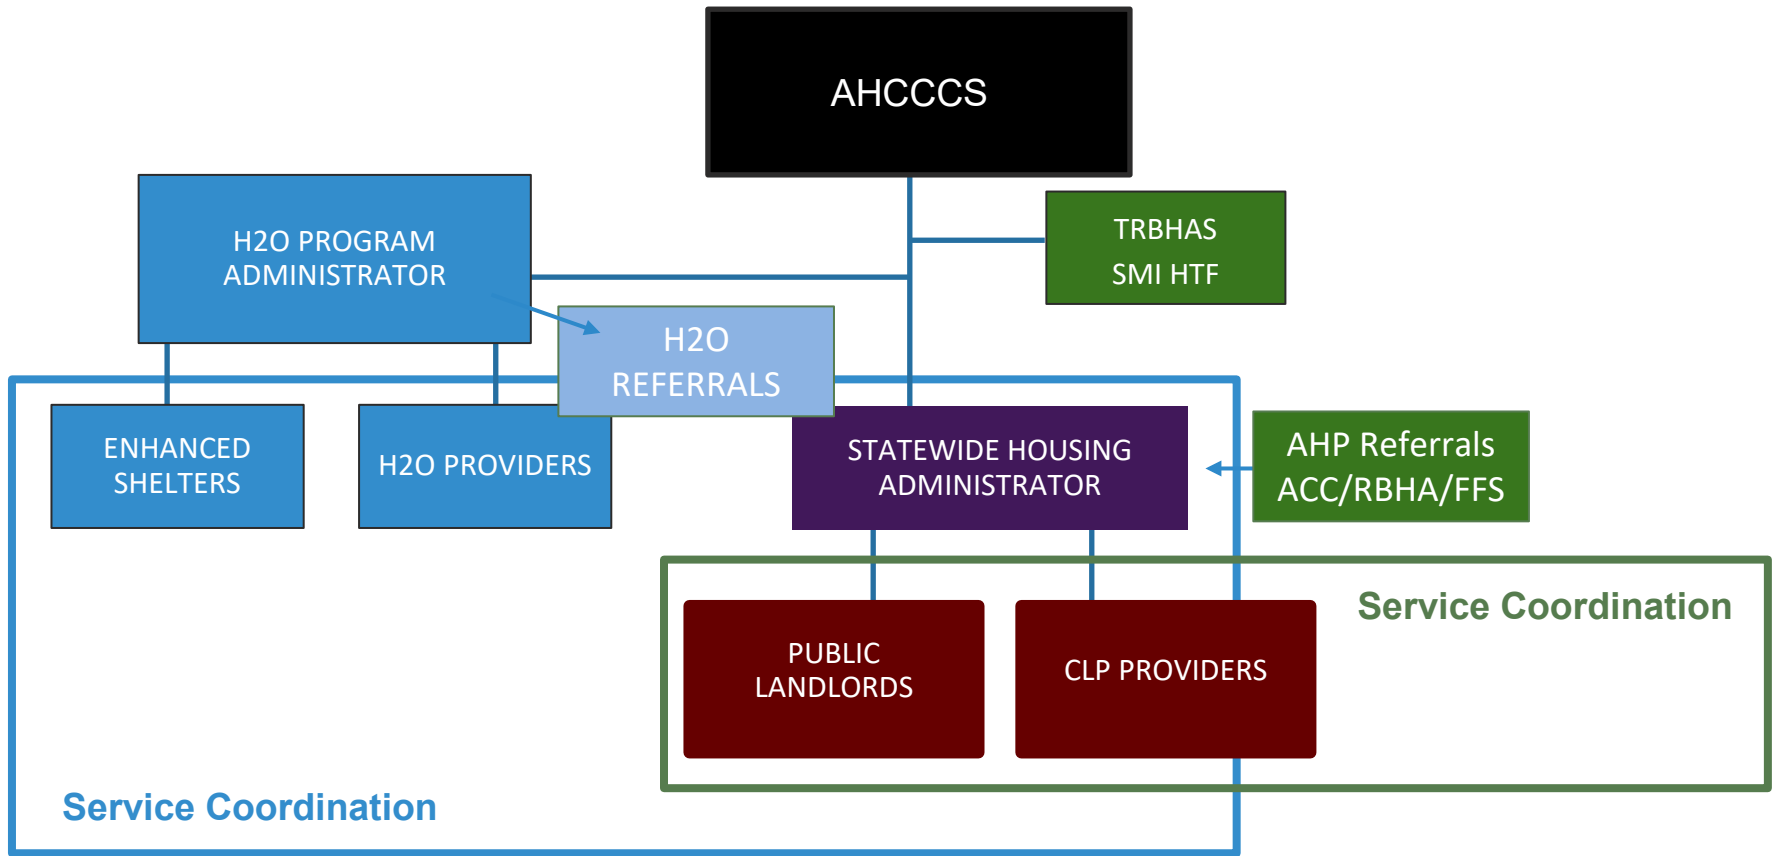 AHCCCS
H2O PROGRAM
ADMINISTRATOR
TRBHAS
SMI HTF
H2O
REFERRALS
ENHANCED
SHELTERS
H2O PROVIDERS
STATEWIDE HOUSING
ADMINISTRATOR
AHP Referrals
ACC/RBHA/FFS
Service Coordination
PUBLIC
LANDLORDS
CLP PROVIDERS
Service Coordination